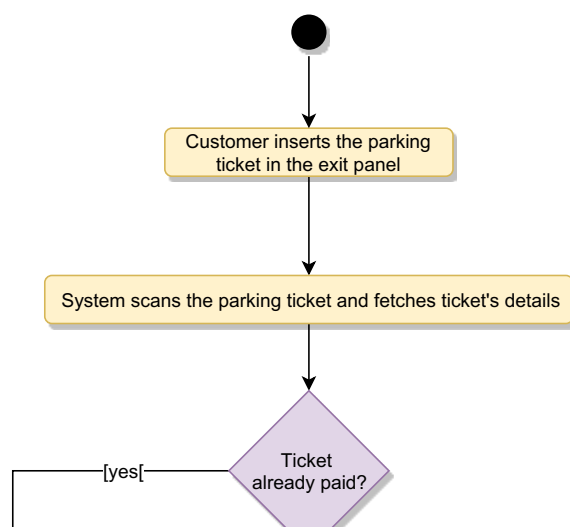 Customer inserts the parking
ticket in the exit panel
System scans the parking ticket and fetches ticket's details
Ticket
already paid?
[yes[